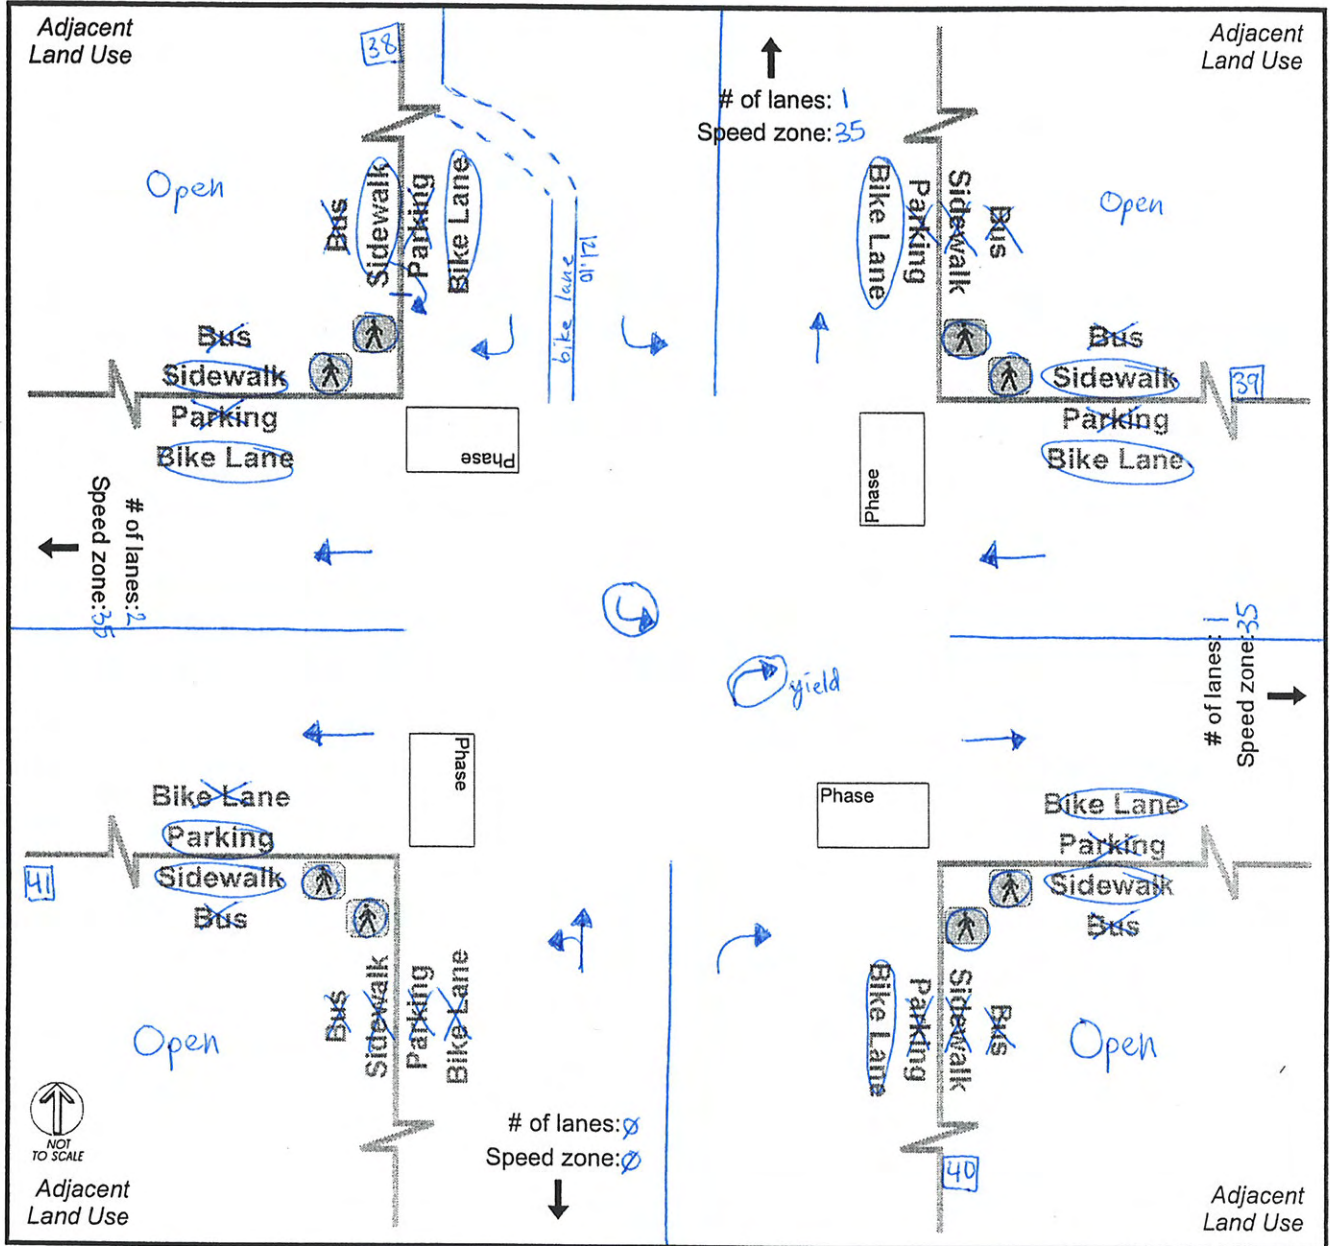 Adjacent
Land Use
38
# of lanes: 1
Speed zone: 35
Adjacent
Land Use
Open
Bus
Sidewalk
Parking
Bike Lane
bike lane
Bike Lane
Parking
Sidewalk
Bus
Open
Bus
Sidewalk
Parking
Bike Lane
Bus
Sidewalk
Parking
Bike Lane
39
Phase
Phase
# of lanes: 2
Speed zone: 35
# of lanes: 1
Speed zone: 35
yield
Phase
Phase
Bike Lane
Parking
Sidewalk
Bus
41
Bike Lane
Parking
Sidewalk
Bus
Open
Bus
Sidewalk
Parking
Bike Lane
Bike Lane
Parking
Sidewalk
Bus
Open
NOT
TO SCALE
# of lanes: Ø
Speed zone: Ø
40
Adjacent
Land Use
Adjacent
Land Use